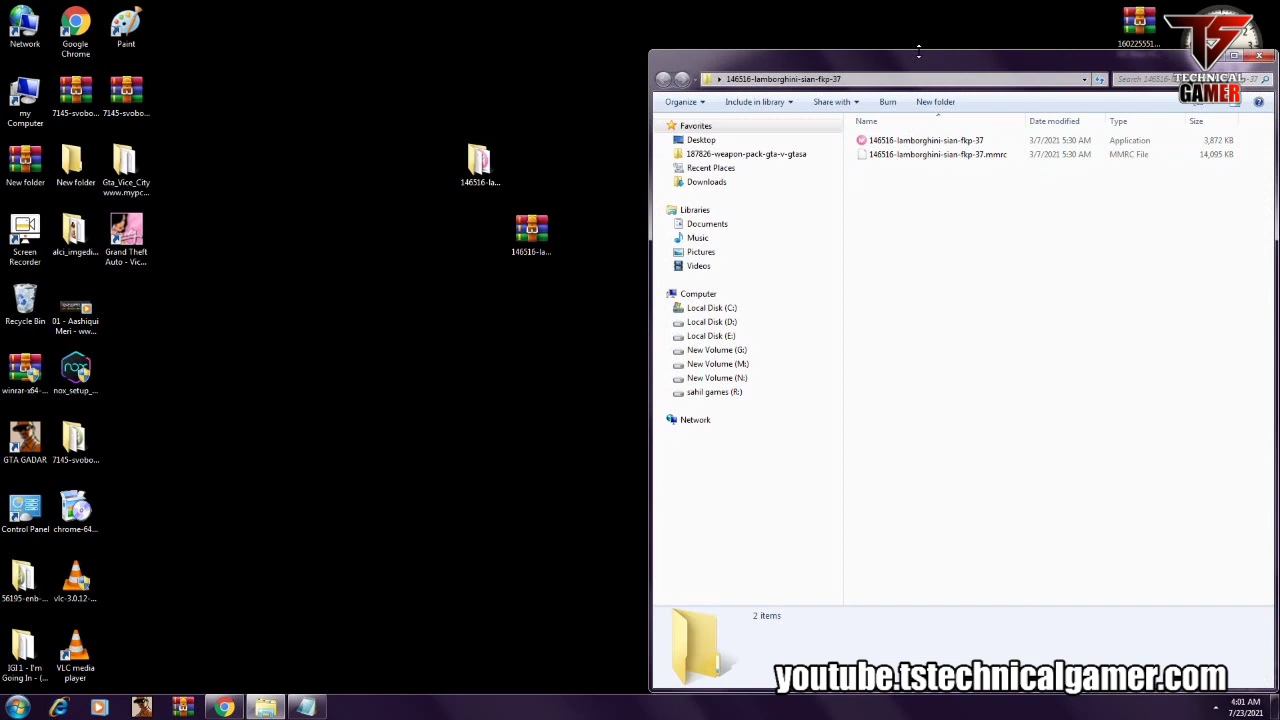 Network
Google Chrome
Paint
160225551...
TS
TECHNICAL
GAMER
146516-lamborghini-sian-fkp-37
my Computer
7145-svobo...
7145-svobo...
Organize
Include in library
Share with
Burn
New folder
Name
Date modified
Type
Size
Favorites
Desktop
187826-weapon-pack-gta-v-gtasa
Recent Places
Downloads
146516-lamborghini-sian-fkp-37
3/7/2021 5:30 AM
Application
3,872 KB
146516-lamborghini-sian-fkp-37.mmrc
3/7/2021 5:30 AM
MMRC File
14,095 KB
New folder
New folder
Gta_Vice_City
www.mypc...
146516-la...
Libraries
Documents
Music
Pictures
Videos
Screen Recorder
alci_imgedi...
Grand Theft
Auto - Vic...
146516-la...
Computer
Local Disk (C:)
Local Disk (D:)
Local Disk (E:)
New Volume (G:)
New Volume (M:)
New Volume (N:)
sahil games (R:)
Network
Recycle Bin
01 - Aashiqui
Meri - ww...
winrar-x64-...
nox_setup_...
GTA GADAR
7145-svobo...
Control Panel
chrome-64...
56195-enb-...
vlc-3.0.12-...
IGI 1 - I'm
Going In - (...
VLC media
player
2 items
youtube.tstechnicalgamer.com
4:01 AM
7/23/2021